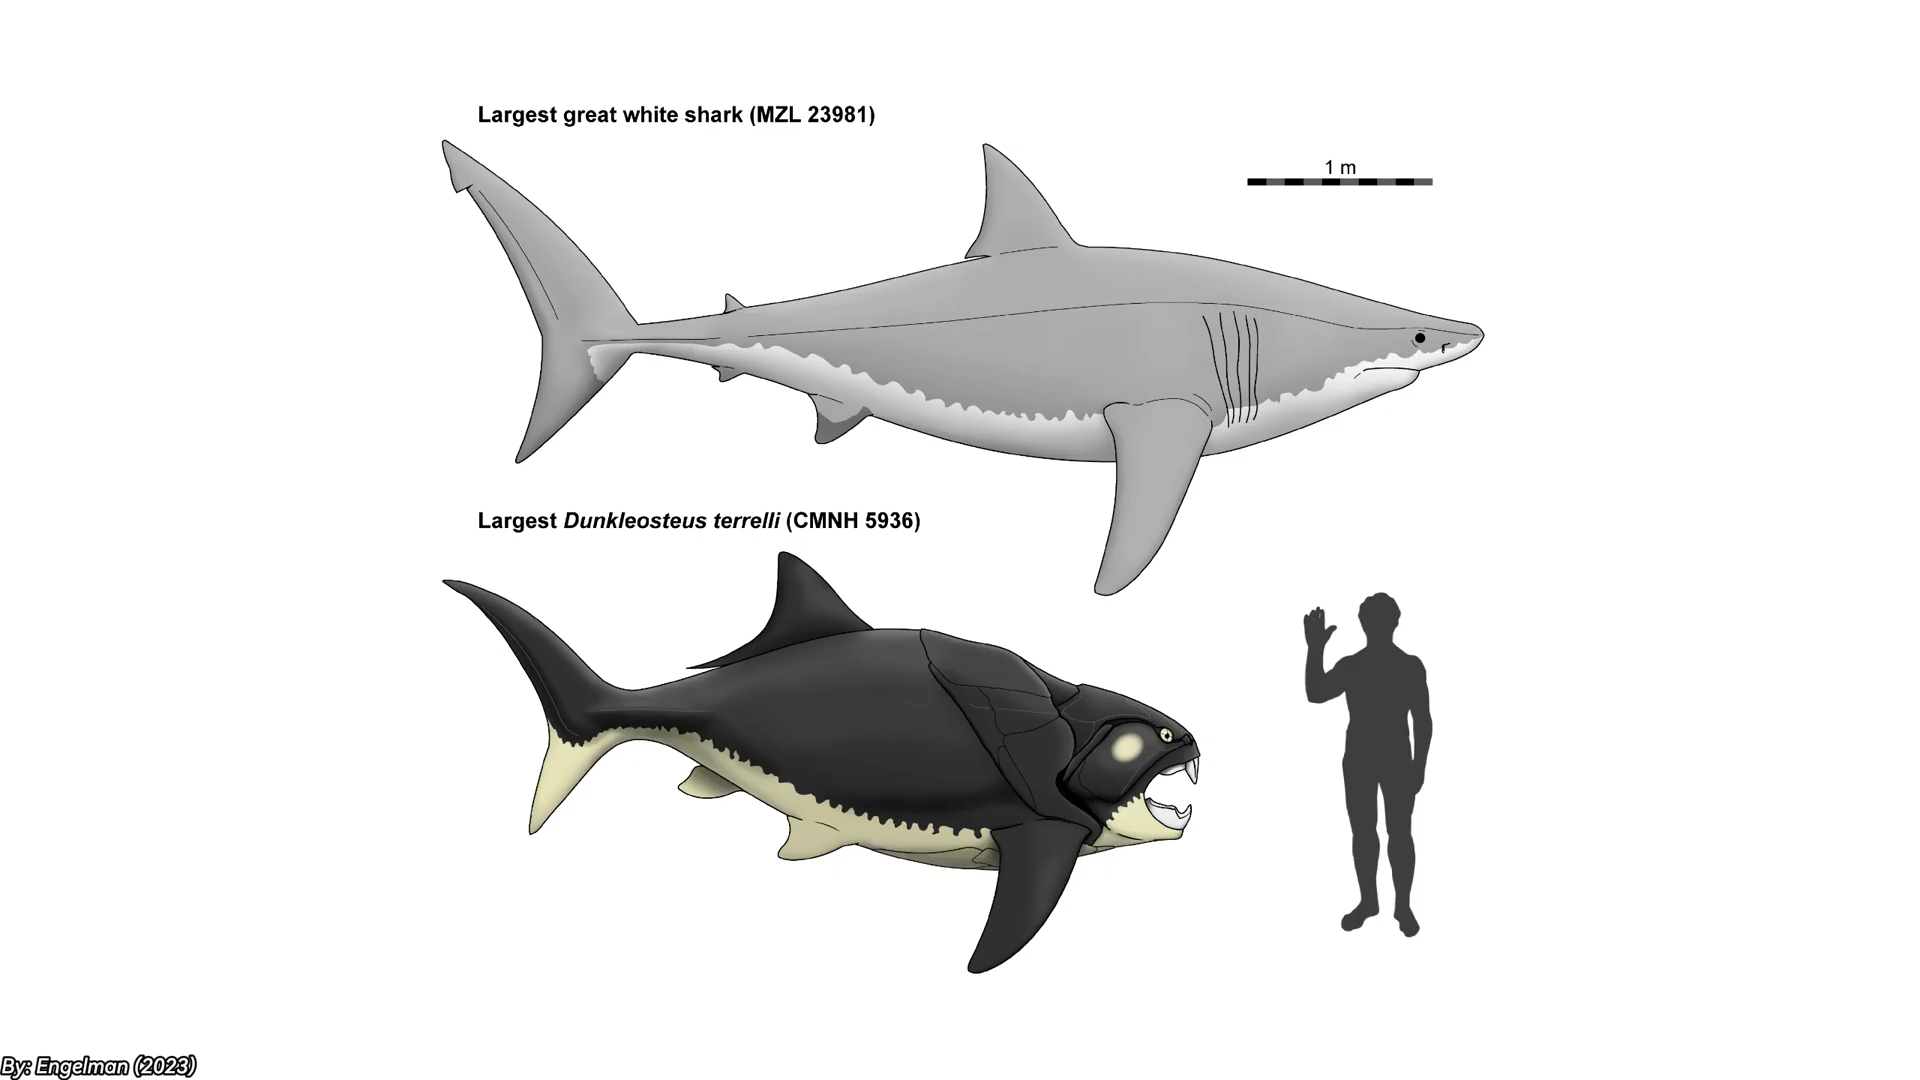 Largest great white shark (MZL 23981)
1 m
Largest Dunkleosteus terrelli (CMNH 5936)
By: Engelman (2023)